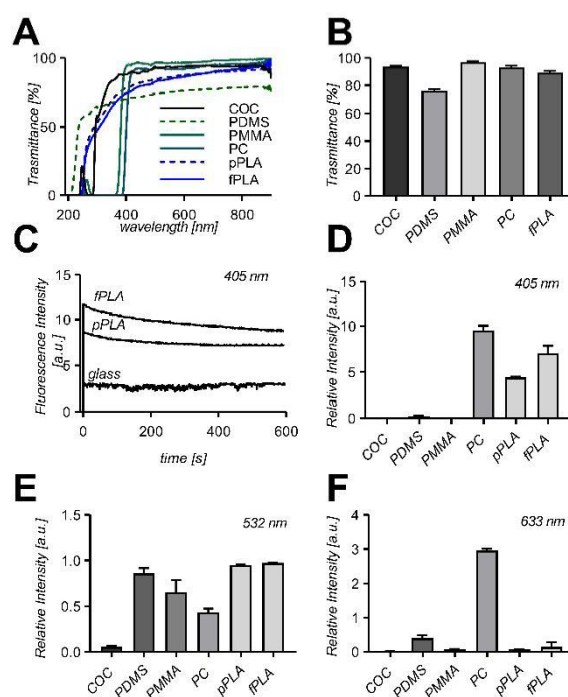 A
Trasmittance [%]
100
50
0
COC
PDMS
PMMA
PC
pPLA
fPLA
200 400 600 800
wavelength [nm]
B
Trasmittance [%]
100
80
60
40
20
0
COC PDMS PMMA PC fPLA
C
405 nm
Fluorescence Intensity
[a.u.]
15
10
5
0
fPLA
pPLA
glass
0 200 400 600
time [s]
D
405 nm
Relative Intensity [a.u.]
15
10
5
0
COC PDMS PMMA PC pPLA fPLA
E
532 nm
Relative Intensity [a.u.]
1.5
1.0
0.5
0.0
COC PDMS PMMA PC pPLA fPLA
F
633 nm
Relative Intensity [a.u.]
4
3
2
1
0
COC PDMS PMMA PC pPLA fPLA